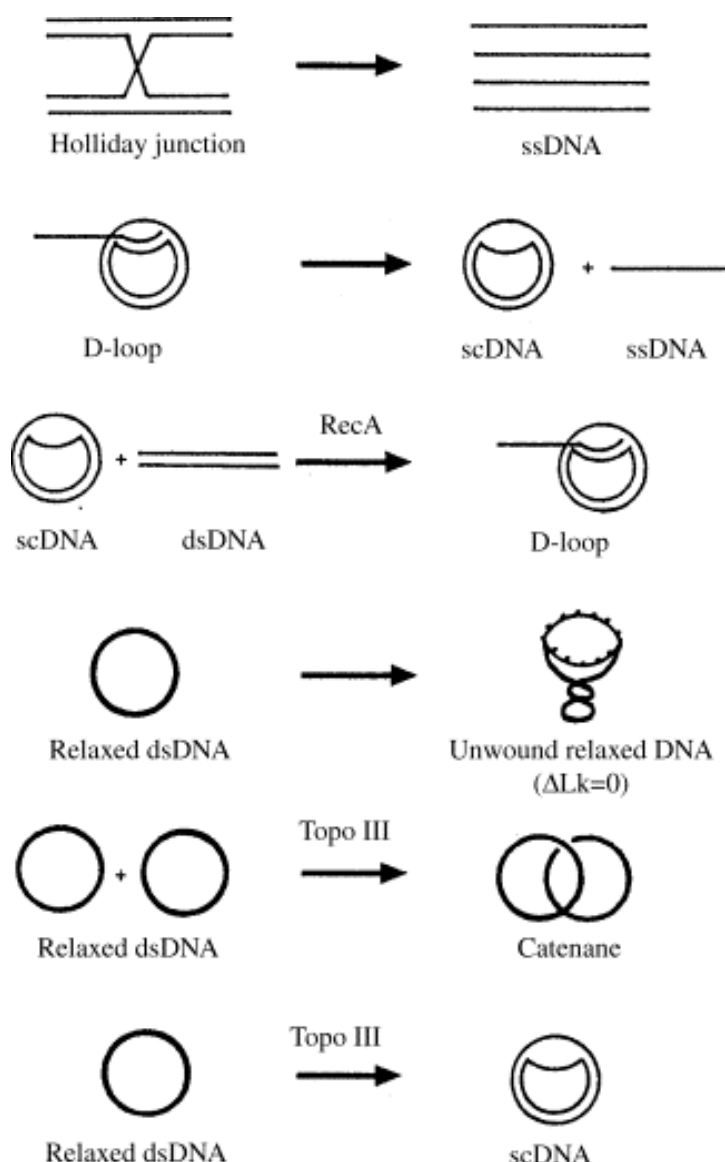 Holliday junction
ssDNA
+
D-loop
scDNA
ssDNA
RecA
+
scDNA
dsDNA
D-loop
Relaxed dsDNA
Unwound relaxed DNA
(ΔLk=0)
Topo III
+
Relaxed dsDNA
Catenane
Topo III
Relaxed dsDNA
scDNA